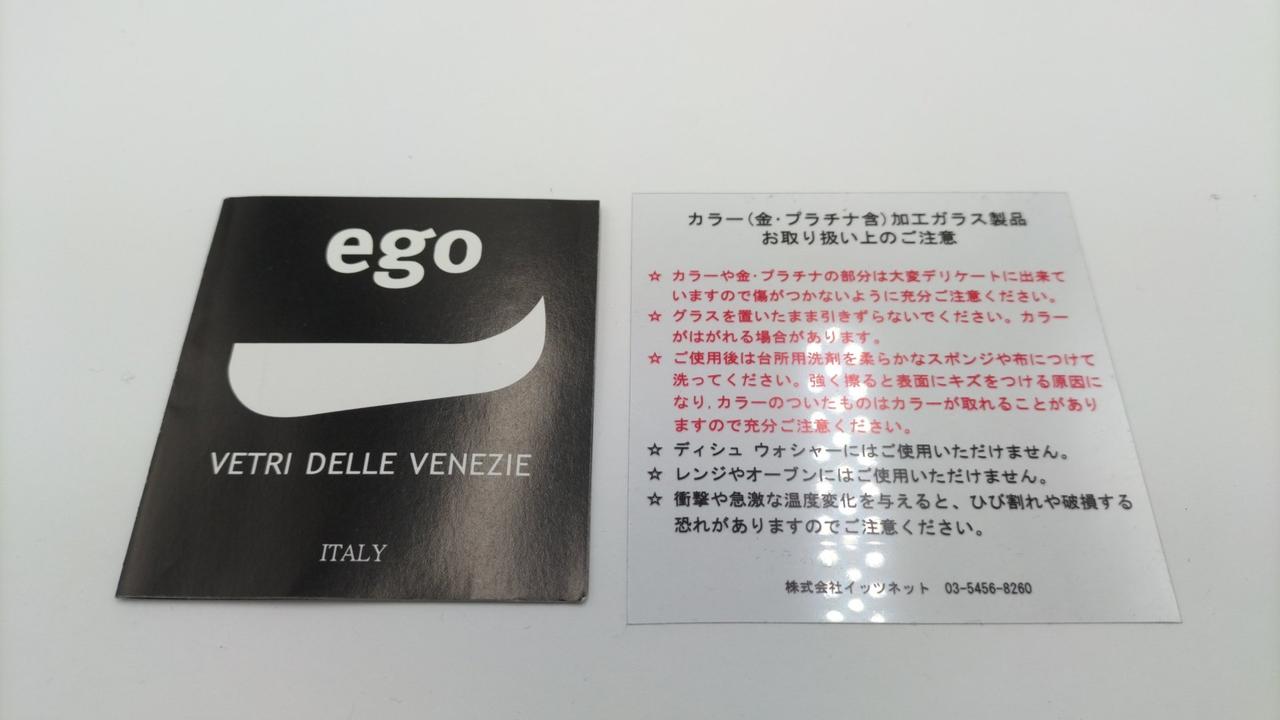 ego
VETRI DELLE VENEZIE
ITALY
カラー(金・プラチナ含)加工ガラス製品
お取り扱い上のご注意
☆ カラーや金・プラチナの部分は大変デリケートに出来て
いますので傷がつかないように充分ご注意ください。
☆ グラスを置いたまま引きずらないでください。カラー
がはがれる場合があります。
☆ ご使用後は台所用洗剤を柔らかなスポンジや布につけて
洗ってください。強く擦ると表面にキズをつける原因に
なり,カラーのついたものはカラーが取れることがあり
ますので充分ご注意ください。
☆ ディシュ ウォシャーにはご使用いただけません。
☆ レンジやオーブンにはご使用いただけません。
☆ 衝撃や急激な温度変化を与えると、ひび割れや破損する
恐れがありますのでご注意ください。
株式会社イッツネット 03-5456-8260